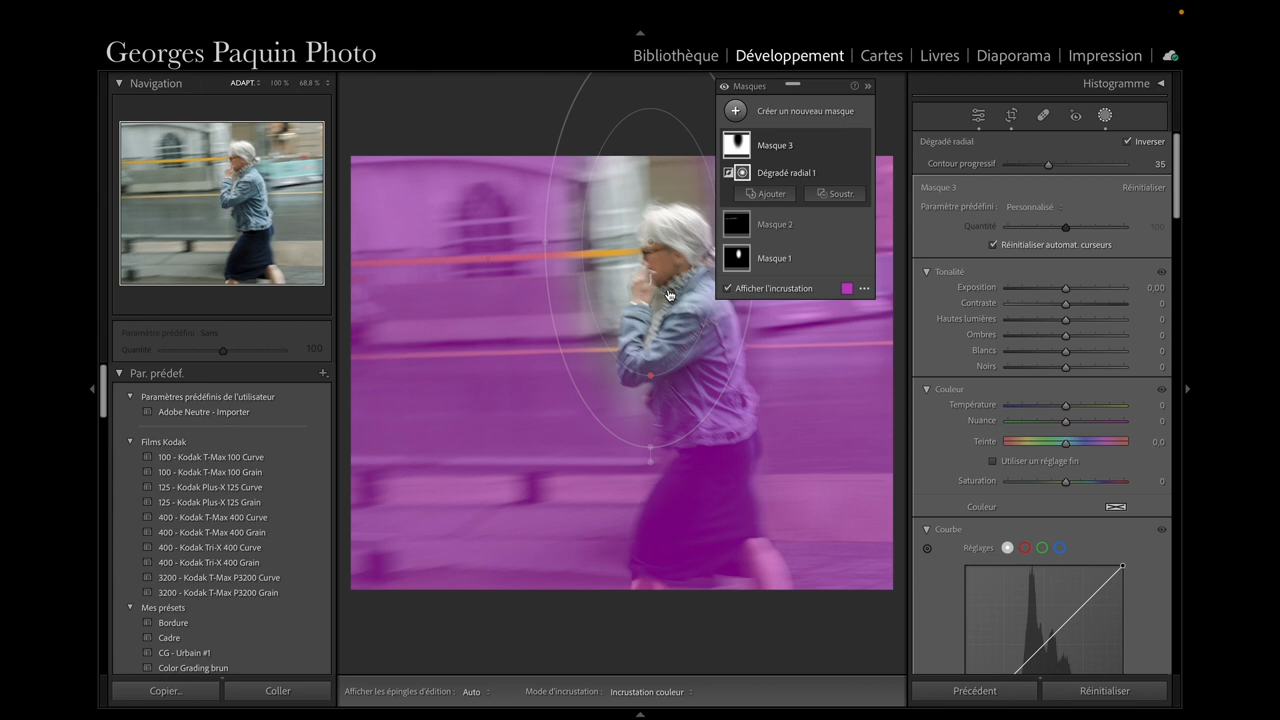 Georges Paquin Photo
Bibliothèque | Développement | Cartes | Livres | Diaporama | Impression |
Navigation
ADAPT.
100 %
68,8 %
Paramètre prédéfini : Sans
Quantité
100
Par. prédéf.
Paramètres prédéfinis de l'utilisateur
Adobe Neutre - Importer
Films Kodak
100 - Kodak T-Max 100 Curve
100 - Kodak T-Max 100 Grain
125 - Kodak Plus-X 125 Curve
125 - Kodak Plus-X 125 Grain
400 - Kodak T-Max 400 Curve
400 - Kodak T-Max 400 Grain
400 - Kodak Tri-X 400 Curve
400 - Kodak Tri-X 400 Grain
3200 - Kodak T-Max P3200 Curve
3200 - Kodak T-Max P3200 Grain
Mes présets
Bordure
Cadre
CG - Urbain #1
Color Grading brun
Copier...
Coller
Masques
Créer un nouveau masque
Masque 3
Dégradé radial 1
Ajouter
Soustr.
Masque 2
Masque 1
Afficher l'incrustation
Afficher les épingles d'édition : Auto
Mode d'incrustation : Incrustation couleur
Histogramme
Dégradé radial
Inverser
Contour progressif
35
Masque 3
Réinitialiser
Paramètre prédéfini : Personnalisé
Quantité
100
Réinitialiser automat. curseurs
Tonalité
Exposition
0,00
Contraste
0
Hautes lumières
0
Ombres
0
Blancs
0
Noirs
0
Couleur
Température
0
Nuance
0
Teinte
0,0
Utiliser un réglage fin
Saturation
0
Couleur
Courbe
Réglages
Précédent
Réinitialiser